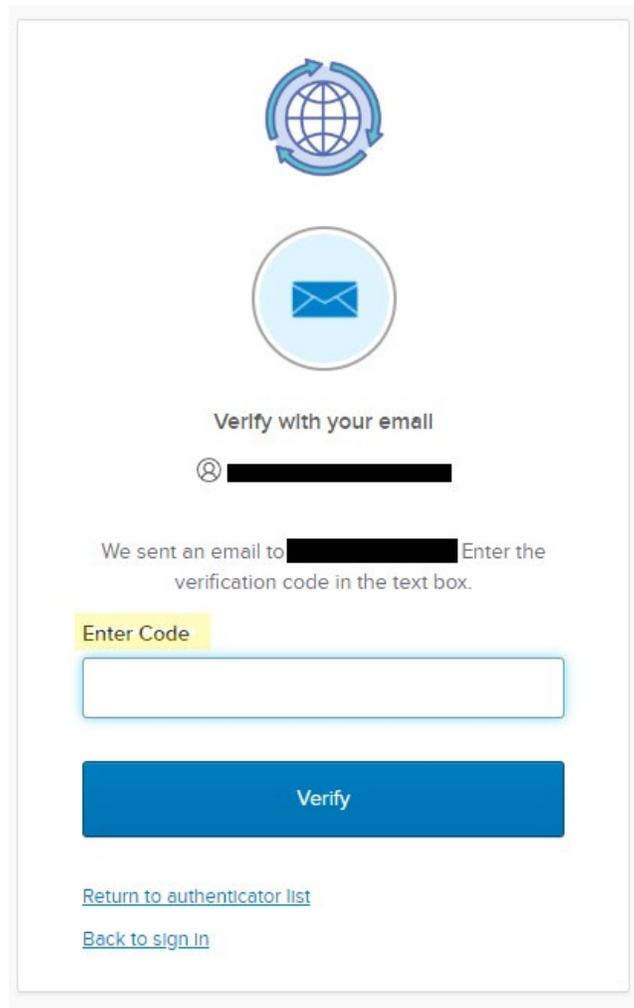 Verify with your email
We sent an email to Enter the
verification code in the text box.
Enter Code
Verify
Return to authenticator list
Back to sign in